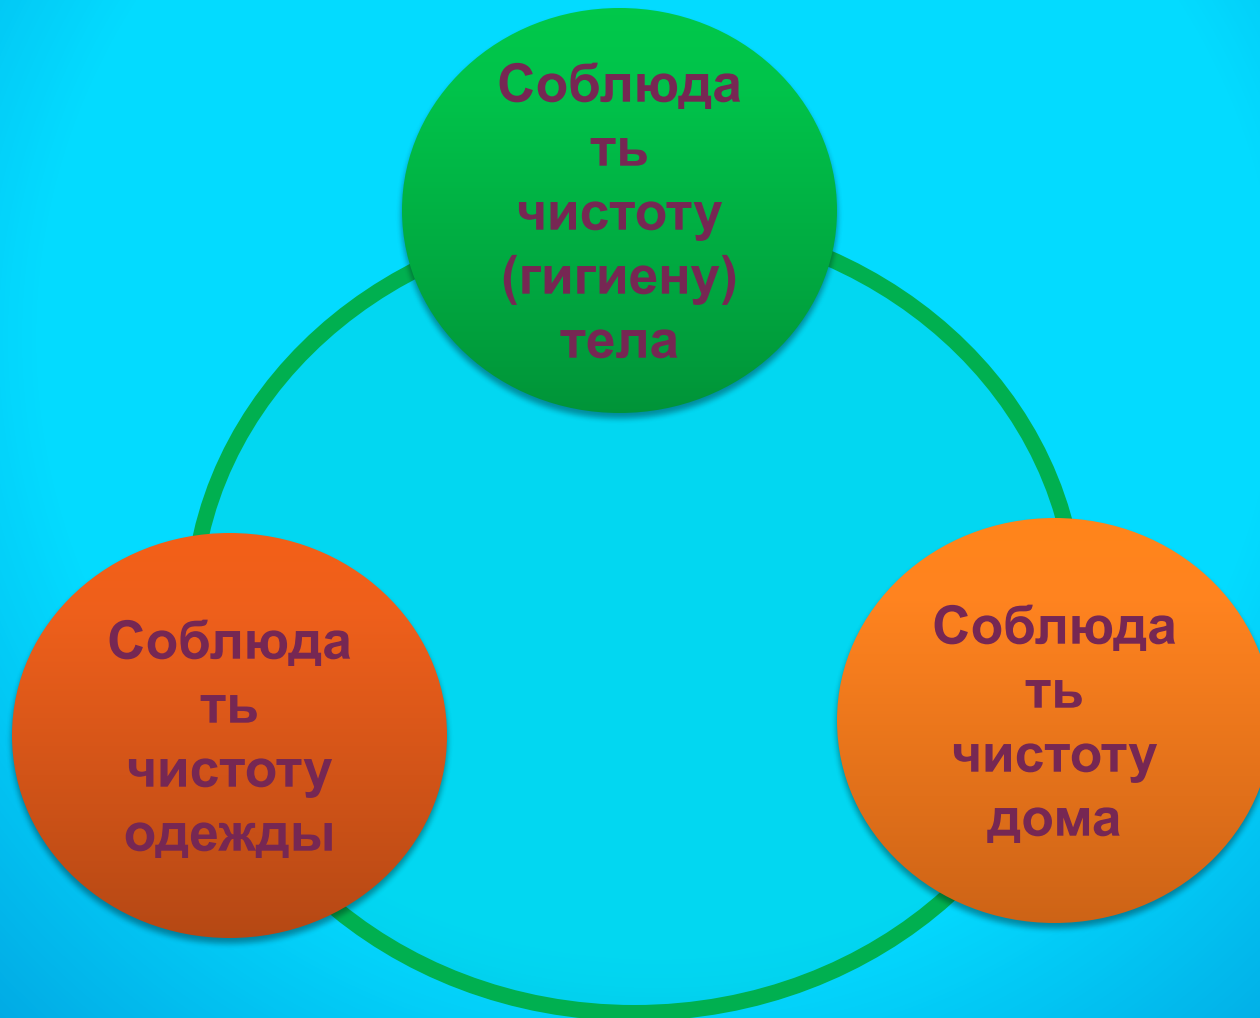 Соблюда
ть
чистоту
(гигиену)
тела
Соблюда
ть
чистоту
одежды
Соблюда
ть
чистоту
дома